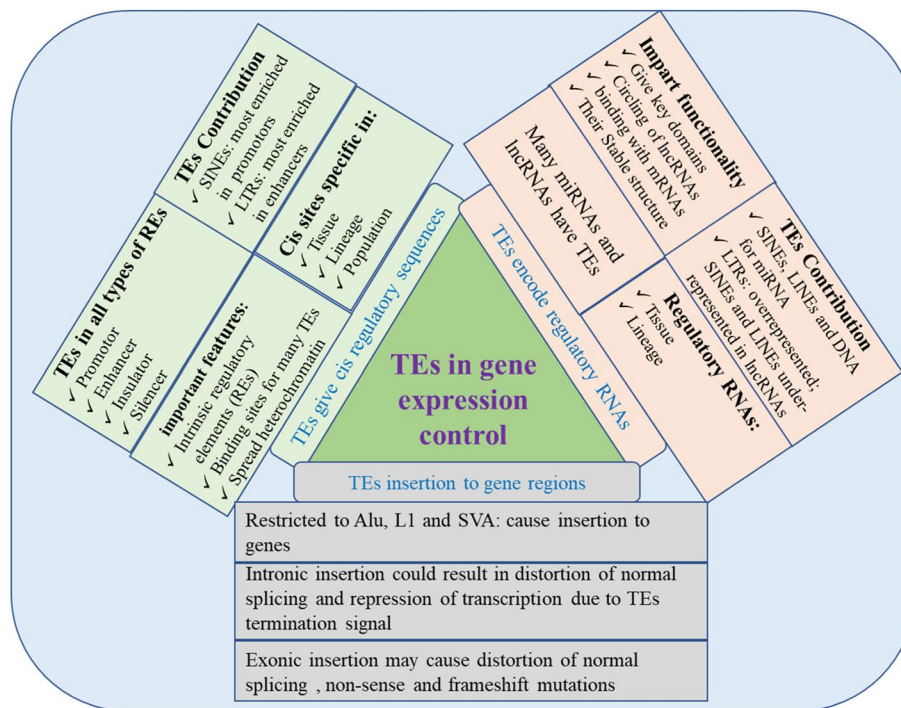 TEs Contribution
✓ SINEs: most enriched
in promotors
✓ LTRs: most enriched
in enhancers
Cis sites specific in:
✓ Tissue
✓ Lineage
✓ Population
TEs in all types of REs
✓ Promotor
✓ Enhancer
✓ Insulator
✓ Silencer
important features:
✓ Intrinsic regulatory
elements (REs)
✓ Binding sites for many TEs
✓ Spread heterochromatin
TEs give cis regulatory sequences
TEs in gene
expression
control
TEs encode regulatory RNAs
Impart functionality
✓ Give key domains
✓ Circling of lncRNAs
✓ binding with mRNAs
✓ Their Stable structure
Many miRNAs and
lncRNAs have TEs
TEs Contribution
✓ SINEs, LINEs and DNA
for miRNA
✓ LTRs: overrepresented;
SINEs and LINEs under-
represented in lncRNAs
Regulatory RNAs:
✓ Tissue
✓ Lineage
TEs insertion to gene regions
Restricted to Alu, L1 and SVA: cause insertion to
genes
Intronic insertion could result in distortion of normal
splicing and repression of transcription due to TEs
termination signal
Exonic insertion may cause distortion of normal
splicing , non-sense and frameshift mutations